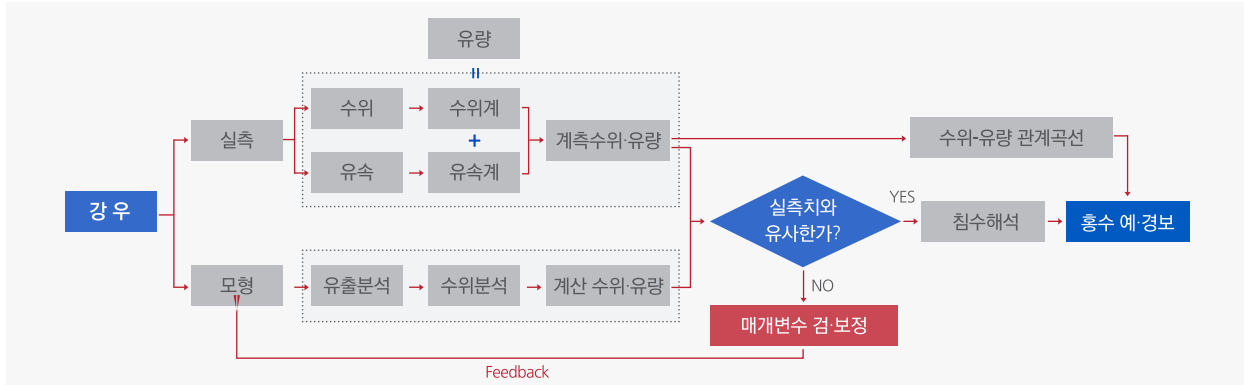 유량
수위
수위계
실측
+
계측수위·유량
수위-유량 관계곡선
유속
유속계
강 우
실측치와
유사한가?
YES
침수해석
홍수 예·경보
모형
유출분석
수위분석
계산 수위·유량
NO
매개변수 검·보정
Feedback